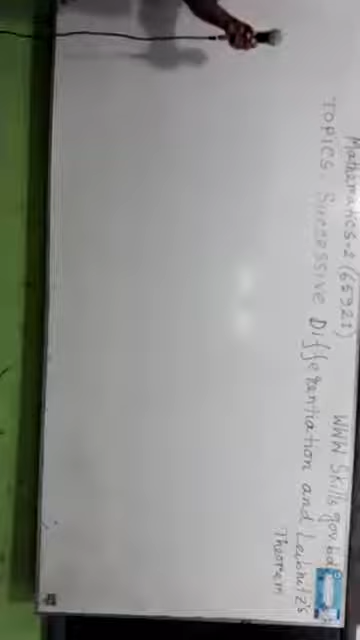 Mathematics-2 (65921) WWW Skills gov bd
Topics: Successive Differentiation and Leibnitz's
Theorem